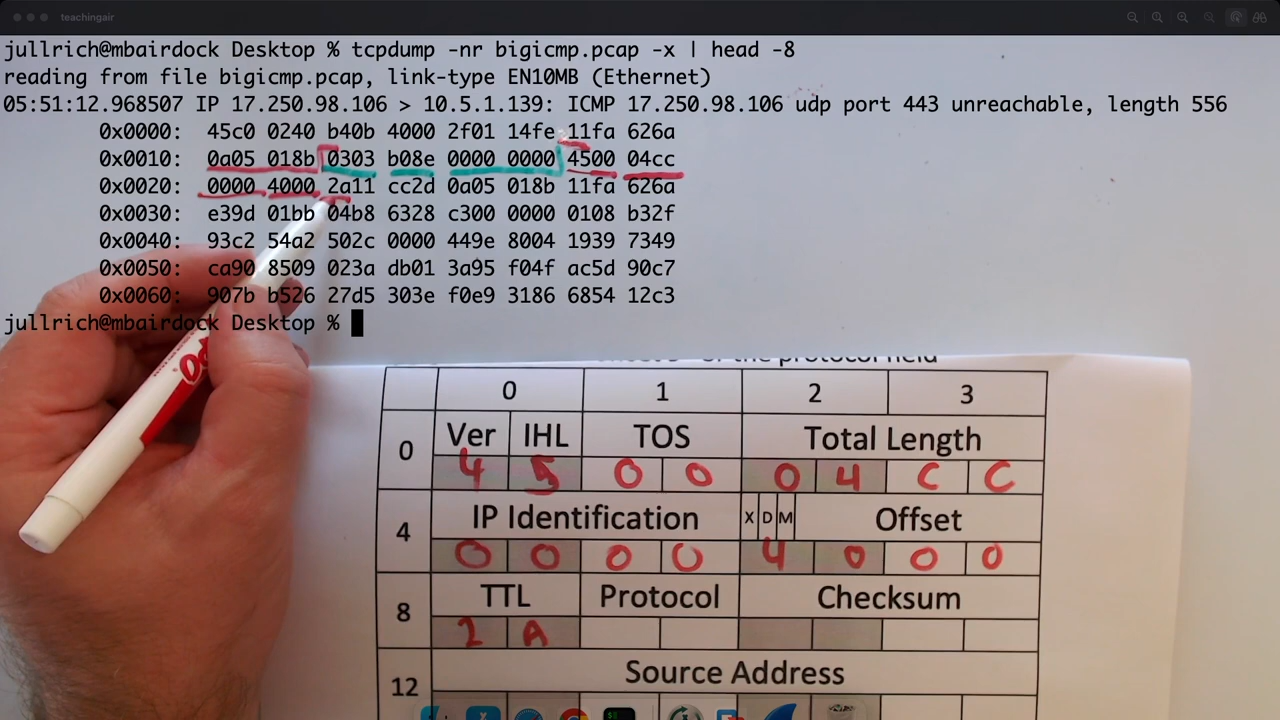 teachingair
jullrich@mbairdock Desktop % tcpdump -nr bigicmp.pcap -x | head -8
reading from file bigicmp.pcap, link-type EN10MB (Ethernet)
05:51:12.968507 IP 17.250.98.106 > 10.5.1.139: ICMP 17.250.98.106 udp port 443 unreachable, length 556
0x0000: 45c0 0240 b40b 4000 2f01 14fe 11fa 626a
0x0010: 0a05 018b 0303 b08e 0000 0000 4500 04cc
0x0020: 0000 4000 2a11 cc2d 0a05 018b 11fa 626a
0x0030: e39d 01bb 04b8 6328 c300 0000 0108 b32f
0x0040: 93c2 54a2 502c 0000 449e 8004 1939 7349
0x0050: ca90 8509 023a db01 3a95 f04f ac5d 90c7
0x0060: 907b b526 27d5 303e f0e9 3186 6854 12c3
jullrich@mbairdock Desktop %
of the protocol field
0 1 2 3
0 Ver IHL TOS Total Length
4 5 0 0 0 4 C C
4 IP Identification X D M Offset
0 0 0 0 4 0 0 0
8 TTL Protocol Checksum
2 A
12 Source Address